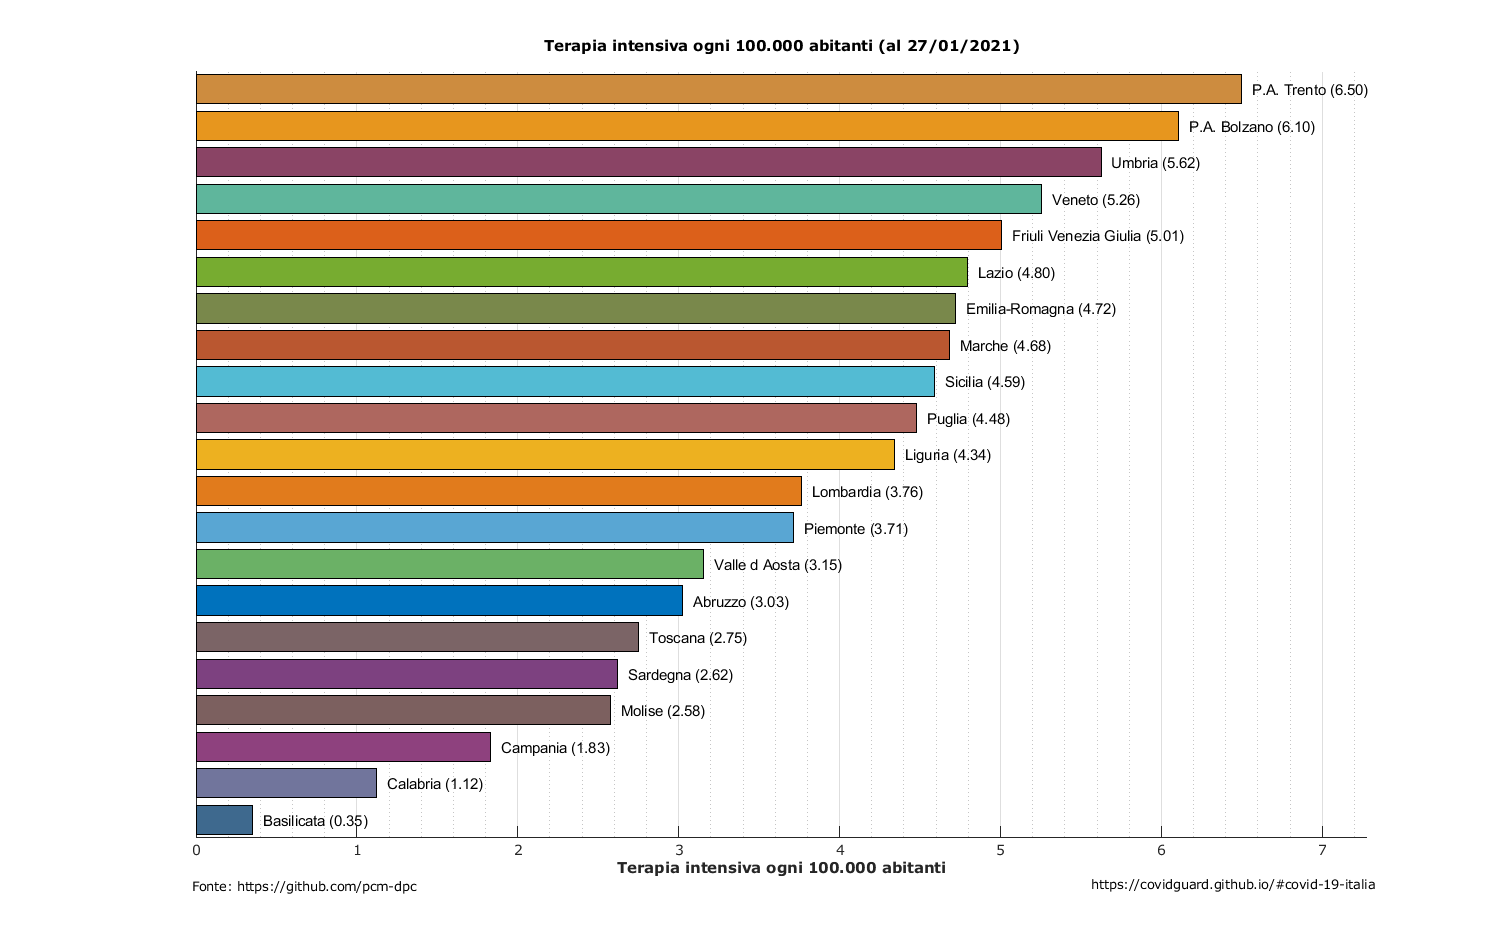 Terapia intensiva ogni 100.000 abitanti (al 27/01/2021)
P.A. Trento (6.50)
P.A. Bolzano (6.10)
Umbria (5.62)
Veneto (5.26)
Friuli Venezia Giulia (5.01)
Lazio (4.80)
Emilia-Romagna (4.72)
Marche (4.68)
Sicilia (4.59)
Puglia (4.48)
Liguria (4.34)
Lombardia (3.76)
Piemonte (3.71)
Valle d Aosta (3.15)
Abruzzo (3.03)
Toscana (2.75)
Sardegna (2.62)
Molise (2.58)
Campania (1.83)
Calabria (1.12)
Basilicata (0.35)
0 1 2 3 4 5 6 7
Terapia intensiva ogni 100.000 abitanti
Fonte: https://github.com/pcm-dpc
https://covidguard.github.io/#covid-19-italia